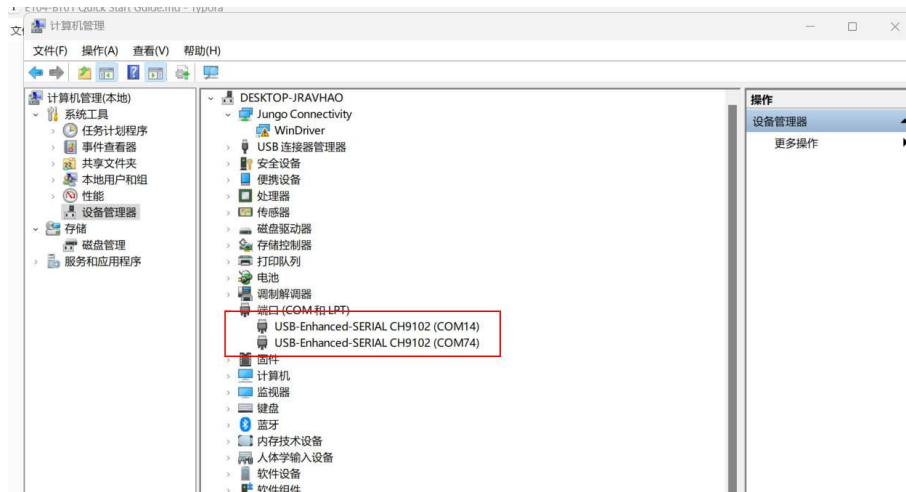 E104-BT01 Quick Start Guide.md - Typora
文
计算机管理
文件(F) 操作(A) 查看(V) 帮助(H)
计算机管理(本地)
系统工具
任务计划程序
事件查看器
共享文件夹
本地用户和组
性能
设备管理器
存储
磁盘管理
服务和应用程序
DESKTOP-JRAVHAO
Jungo Connectivity
WinDriver
USB 连接器管理器
安全设备
便携设备
处理器
传感器
磁盘驱动器
存储控制器
打印队列
电池
调制解调器
端口 (COM 和 LPT)
USB-Enhanced-SERIAL CH9102 (COM14)
USB-Enhanced-SERIAL CH9102 (COM74)
固件
计算机
监视器
键盘
蓝牙
内存技术设备
人体学输入设备
软件设备
软件组件
操作
设备管理器
更多操作